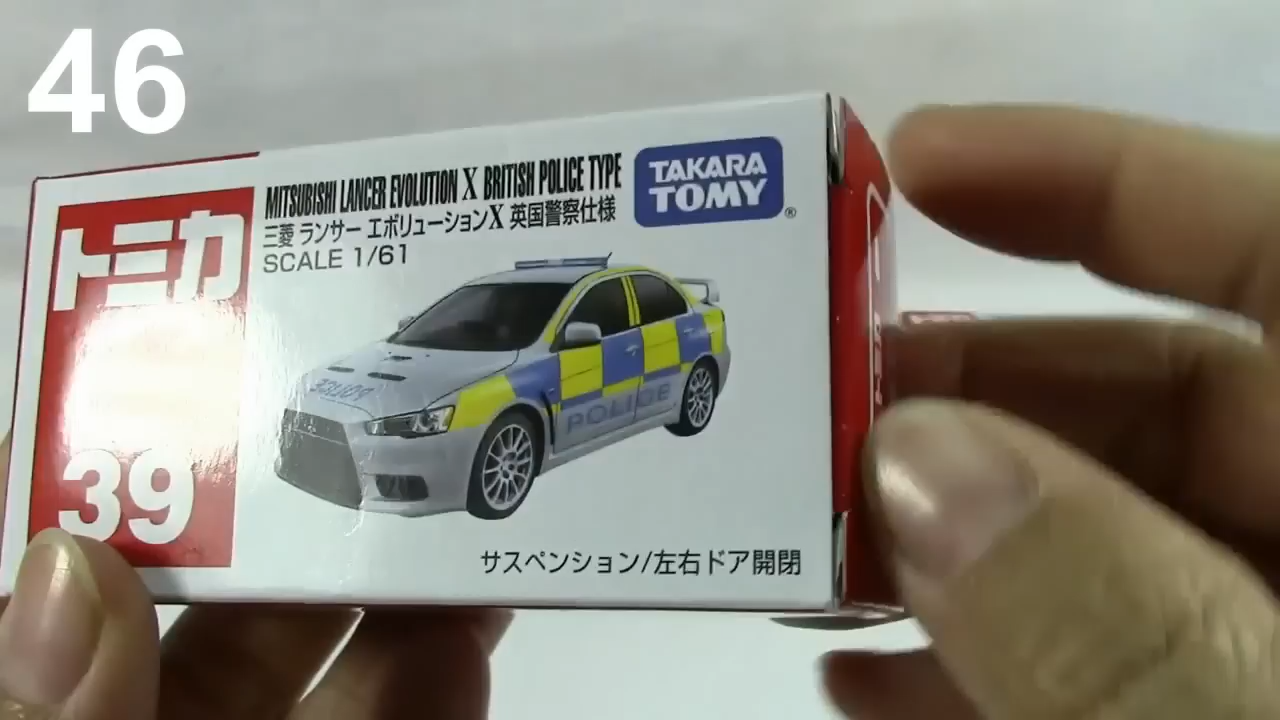 46
トミカ
39
MITSUBISHI LANCER EVOLUTION X BRITISH POLICE TYPE
三菱 ランサー エボリューションX 英国警察仕様
SCALE 1/61
TAKARA
TOMY
®
POLICE
POLICE
サスペンション/左右ドア開閉